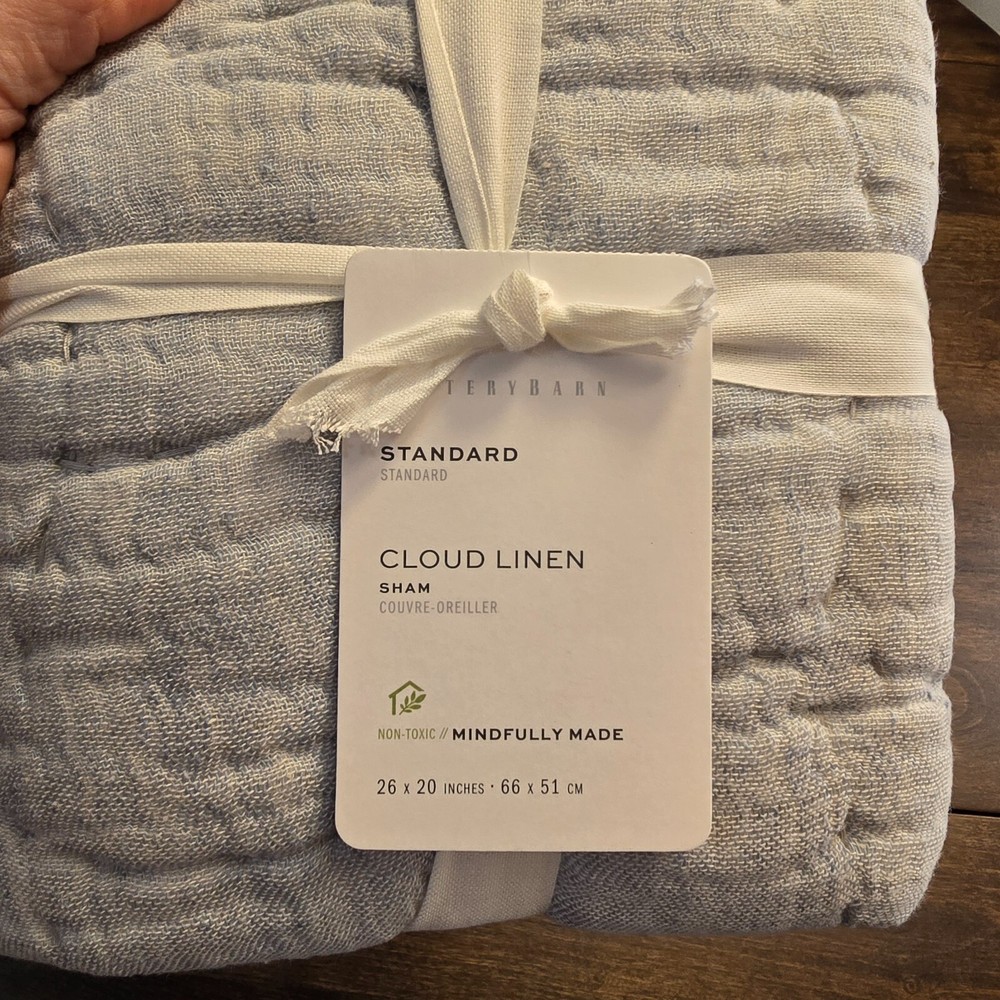 TERYBARN
STANDARD
STANDARD
CLOUD LINEN
SHAM
COUVRE-OREILLER
NON-TOXIC // MINDFULLY MADE
26 X 20 INCHES · 66 X 51 CM